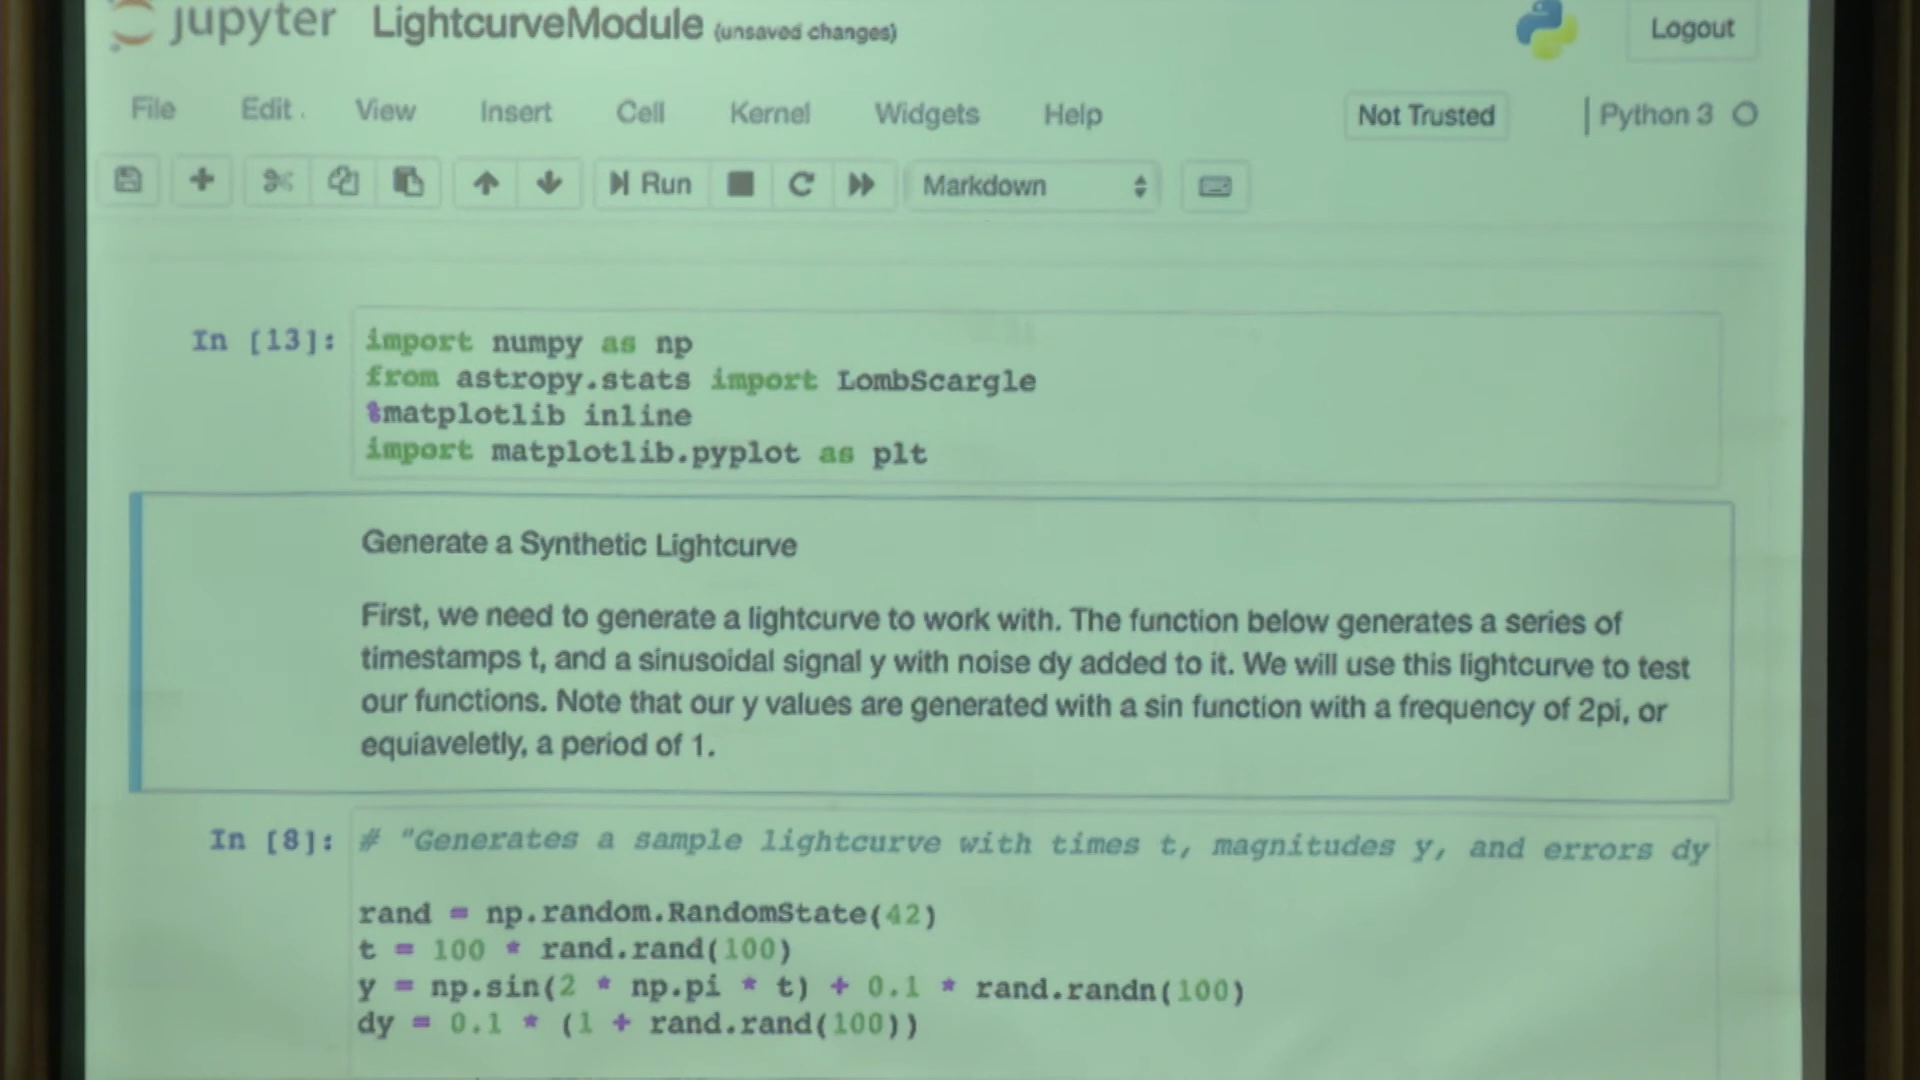 jupyter LightcurveModule (unsaved changes) Logout
File Edit View Insert Cell Kernel Widgets Help Not Trusted | Python 3
Run Markdown
In [13]: import numpy as np
from astropy.stats import LombScargle
%matplotlib inline
import matplotlib.pyplot as plt
Generate a Synthetic Lightcurve
First, we need to generate a lightcurve to work with. The function below generates a series of
timestamps t, and a sinusoidal signal y with noise dy added to it. We will use this lightcurve to test
our functions. Note that our y values are generated with a sin function with a frequency of 2pi, or
equiaveletly, a period of 1.
In [8]: # "Generates a sample lightcurve with times t, magnitudes y, and errors dy
rand = np.random.RandomState(42)
t = 100 * rand.rand(100)
y = np.sin(2 * np.pi * t) + 0.1 * rand.randn(100)
dy = 0.1 * (1 + rand.rand(100))